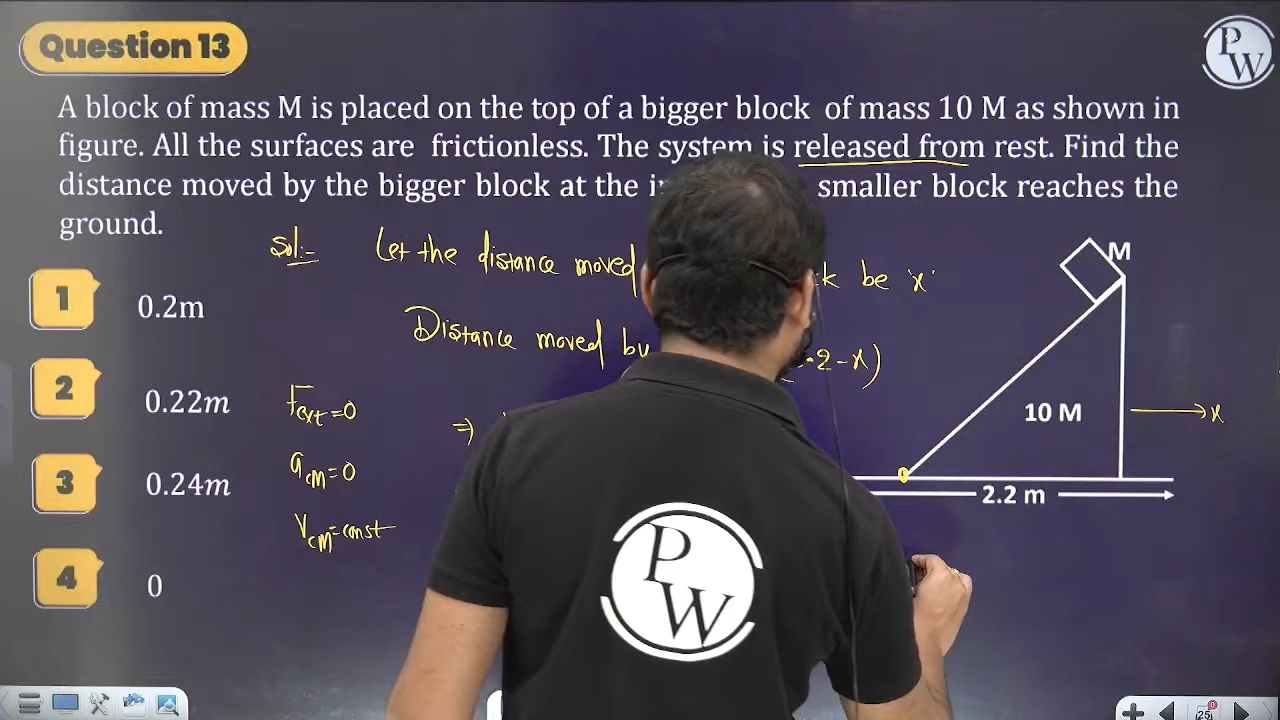 Question 13
PW
A block of mass M is placed on the top of a bigger block of mass 10 M as shown in
figure. All the surfaces are frictionless. The system is released from rest. Find the
distance moved by the bigger block at the smaller block reaches the
ground.
Sol:- Let the distance moved be 'x'
Distance moved by 2-x)
1 0.2m
2 0.22m
3 0.24m
4 0
Fext=0
acm=0
Vcm=const
⇒
M
10 M
x
2.2 m
PW
25